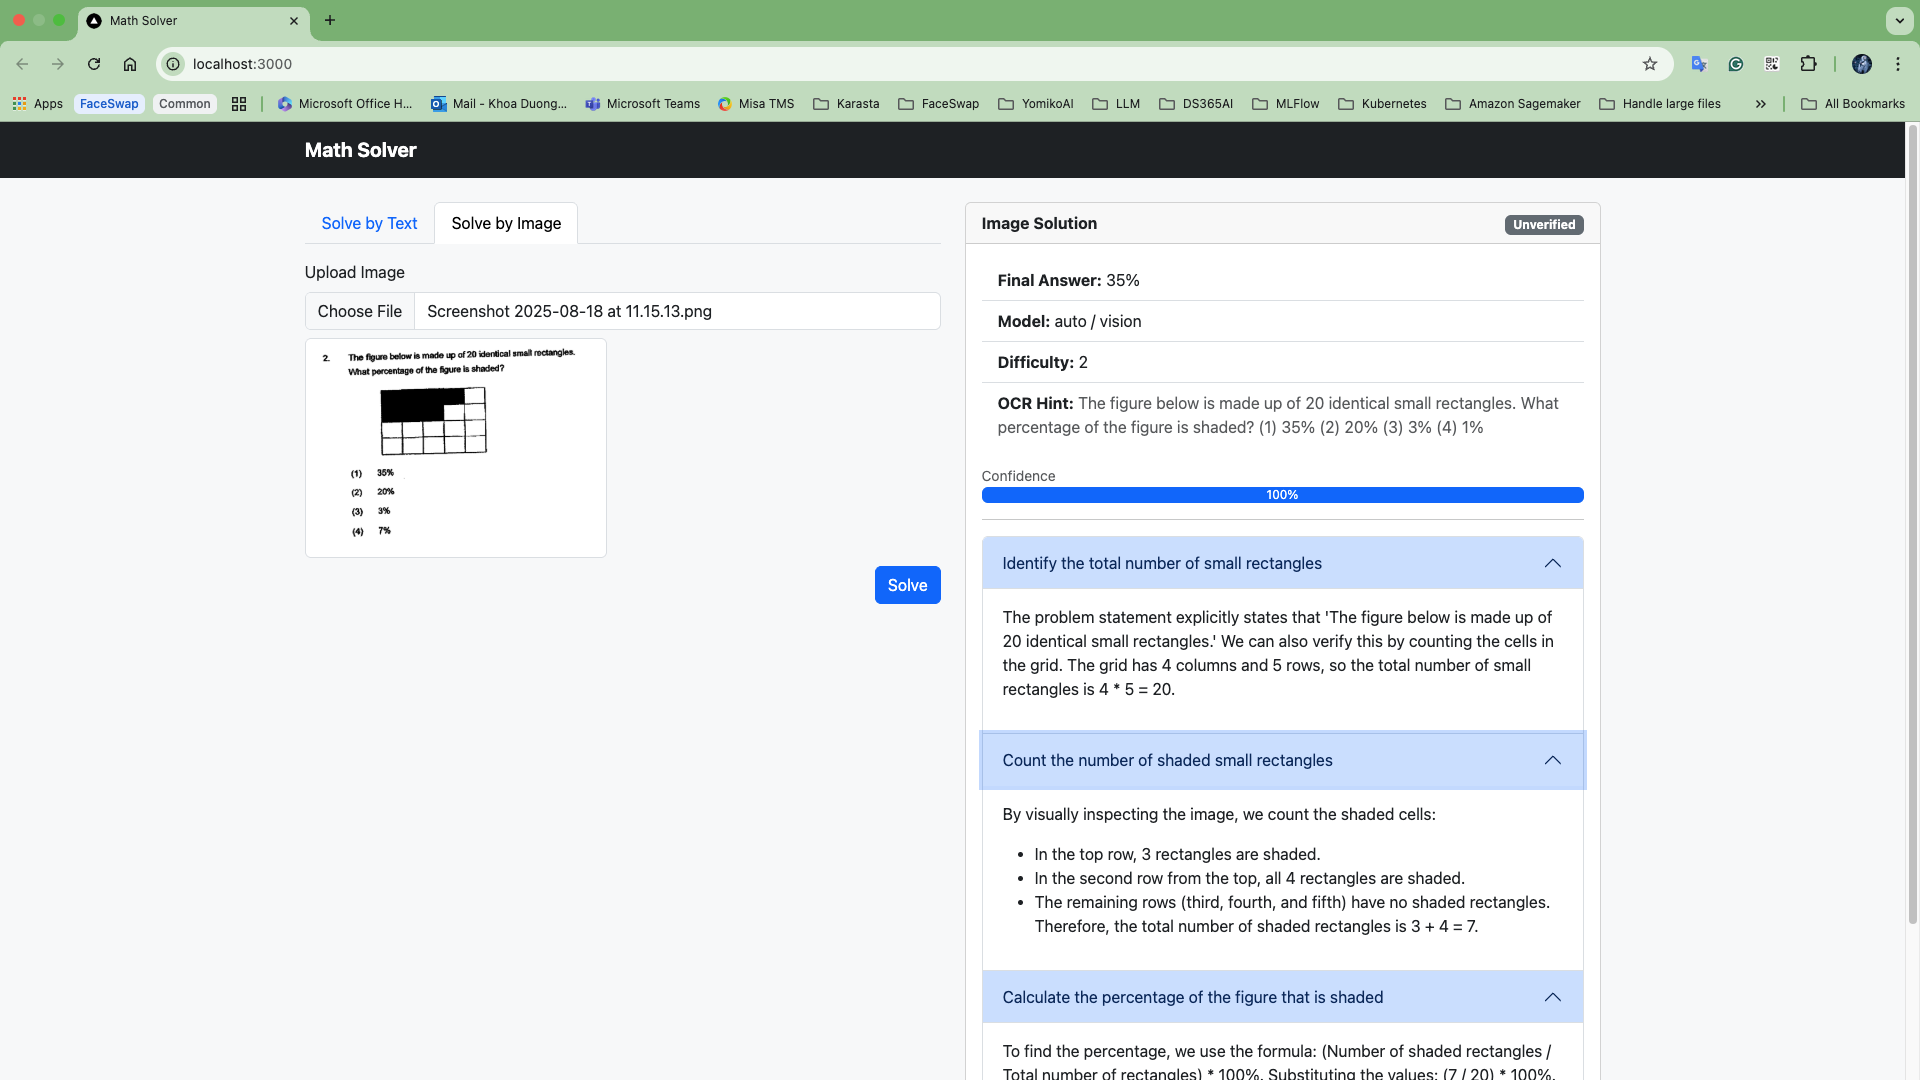 Math Solver
localhost:3000
Apps FaceSwap Common Microsoft Office H... Mail - Khoa Duong... Microsoft Teams Misa TMS Karasta FaceSwap YomikoAI LLM DS365AI MLFlow Kubernetes Amazon Sagemaker Handle large files All Bookmarks
Math Solver
Solve by Text Solve by Image
Upload Image
Choose File Screenshot 2025-08-18 at 11.15.13.png
2. The figure below is made up of 20 identical small rectangles.
What percentage of the figure is shaded?
(1) 35%
(2) 20%
(3) 3%
(4) 7%
Solve
Image Solution Unverified
Final Answer: 35%
Model: auto / vision
Difficulty: 2
OCR Hint: The figure below is made up of 20 identical small rectangles. What
percentage of the figure is shaded? (1) 35% (2) 20% (3) 3% (4) 1%
Confidence
100%
Identify the total number of small rectangles
The problem statement explicitly states that 'The figure below is made up of
20 identical small rectangles.' We can also verify this by counting the cells in
the grid. The grid has 4 columns and 5 rows, so the total number of small
rectangles is 4 * 5 = 20.
Count the number of shaded small rectangles
By visually inspecting the image, we count the shaded cells:
• In the top row, 3 rectangles are shaded.
• In the second row from the top, all 4 rectangles are shaded.
• The remaining rows (third, fourth, and fifth) have no shaded rectangles.
Therefore, the total number of shaded rectangles is 3 + 4 = 7.
Calculate the percentage of the figure that is shaded
To find the percentage, we use the formula: (Number of shaded rectangles /
Total number of rectangles) * 100%. Substituting the values: (7 / 20) * 100%.